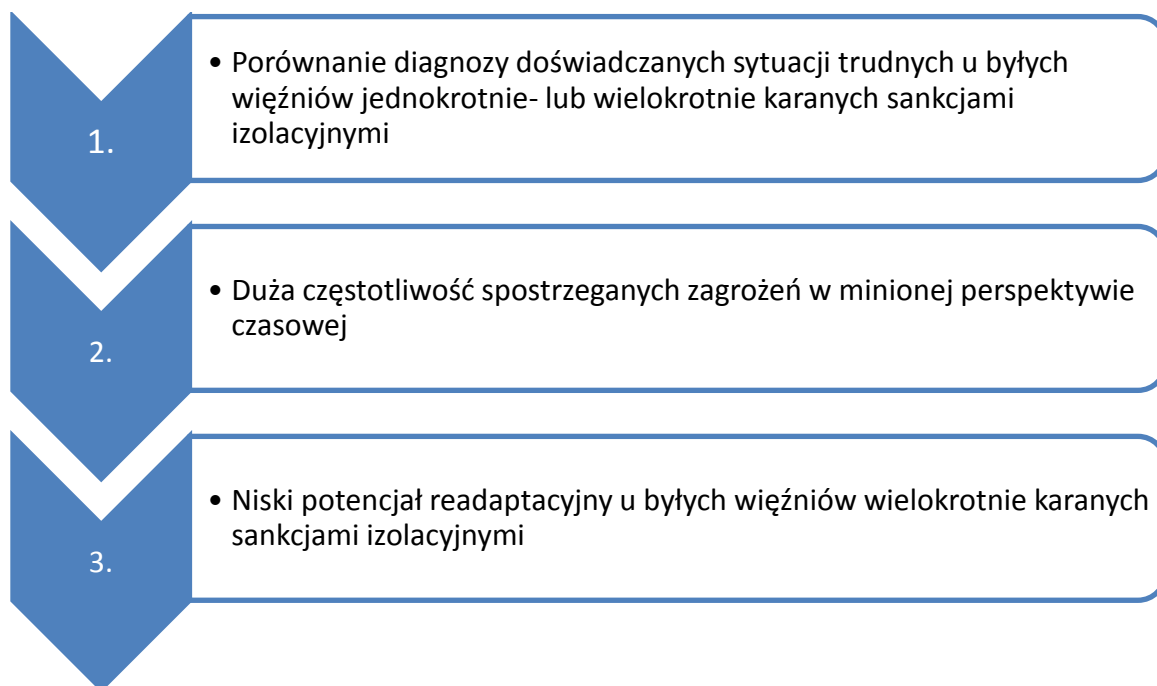 1.
• Porównanie diagnozy doświadczanych sytuacji trudnych u byłych
więźniów jednokrotnie- lub wielokrotnie karanych sankcjami
izolacyjnymi
2.
• Duża częstotliwość spostrzeganych zagrożeń w minionej perspektywie
czasowej
3.
• Niski potencjał readaptacyjny u byłych więźniów wielokrotnie karanych
sankcjami izolacyjnymi